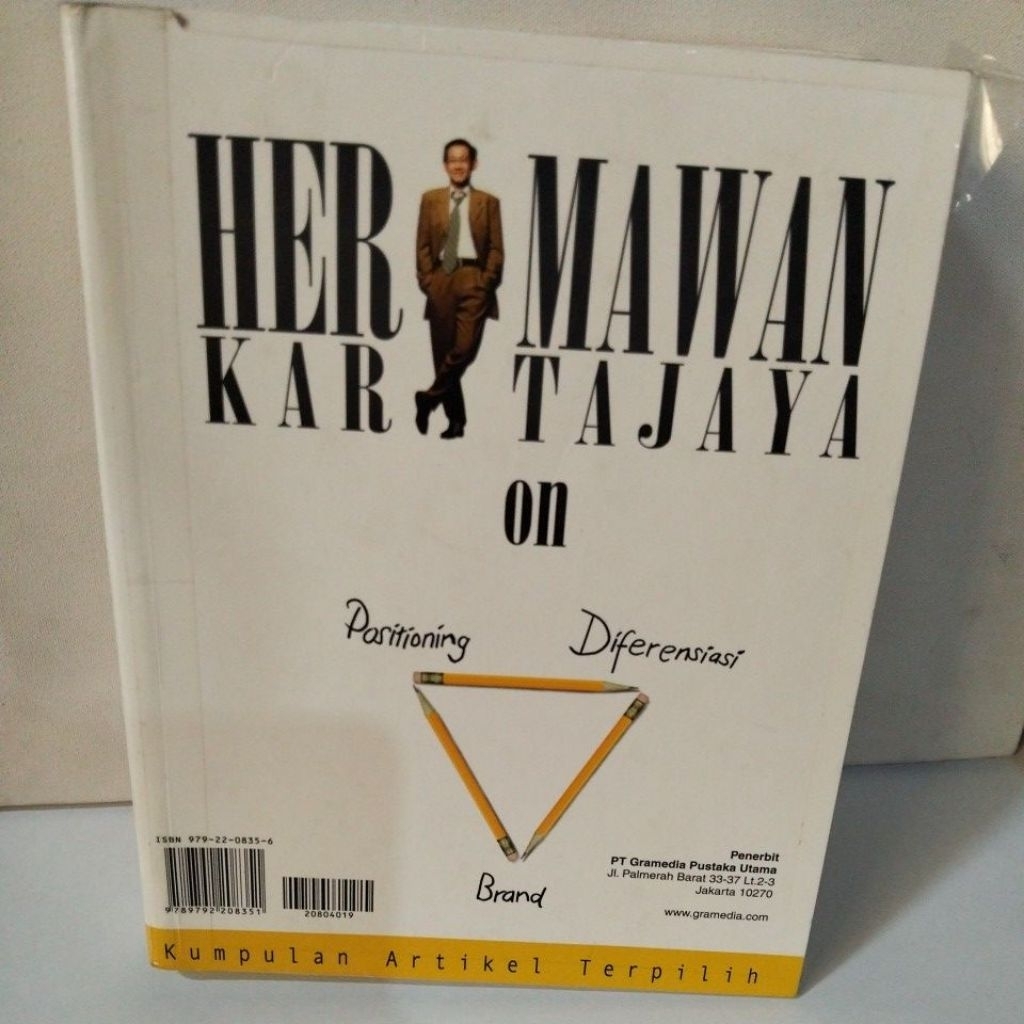 HER MAWAN
KAR TAJAYA
on
Positioning
Diferensiasi
Brand
ISBN 979-22-0835-6
9789792208351
20804019
Penerbit
PT Gramedia Pustaka Utama
Jl. Palmerah Barat 33-37 Lt.2-3
Jakarta 10270
www.gramedia.com
Kumpulan Artikel Terpilih